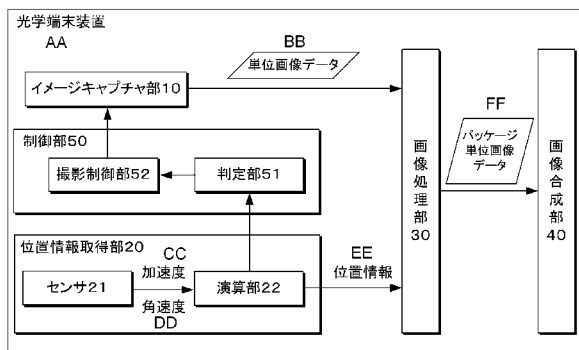 光学端末装置
AA
BB
単位画像データ
イメージキャプチャ部10
FF
パッケージ
単位画像
データ
制御部50
撮影制御部52
判定部51
画像処理部30
画像合成部40
位置情報取得部20
CC
加速度
EE
位置情報
センサ21
演算部22
角速度
DD